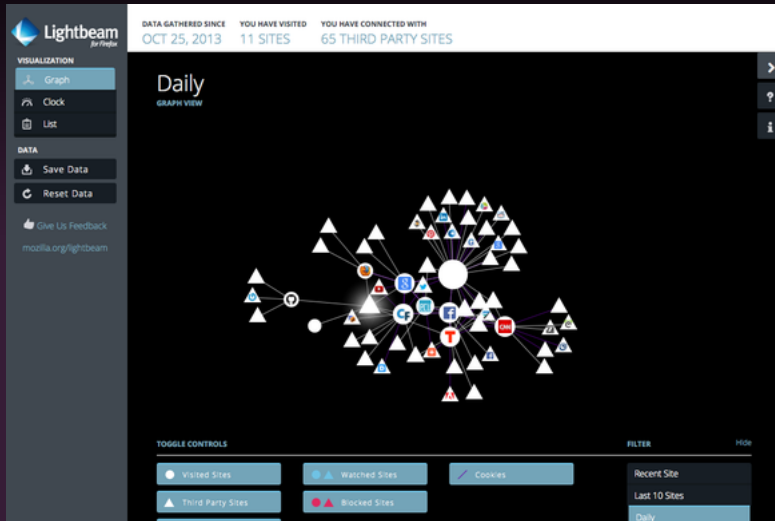 Lightbeam
for Firefox
DATA GATHERED SINCE
OCT 25, 2013
YOU HAVE VISITED
11 SITES
YOU HAVE CONNECTED WITH
65 THIRD PARTY SITES
VISUALIZATION
Graph
Clock
List
DATA
Save Data
Reset Data
Give Us Feedback
mozilla.org/lightbeam
Daily
GRAPH VIEW
CNN
TOGGLE CONTROLS
Visited Sites
Watched Sites
Cookies
Third Party Sites
Blocked Sites
FILTER
Hide
Recent Site
Last 10 Sites
Daily